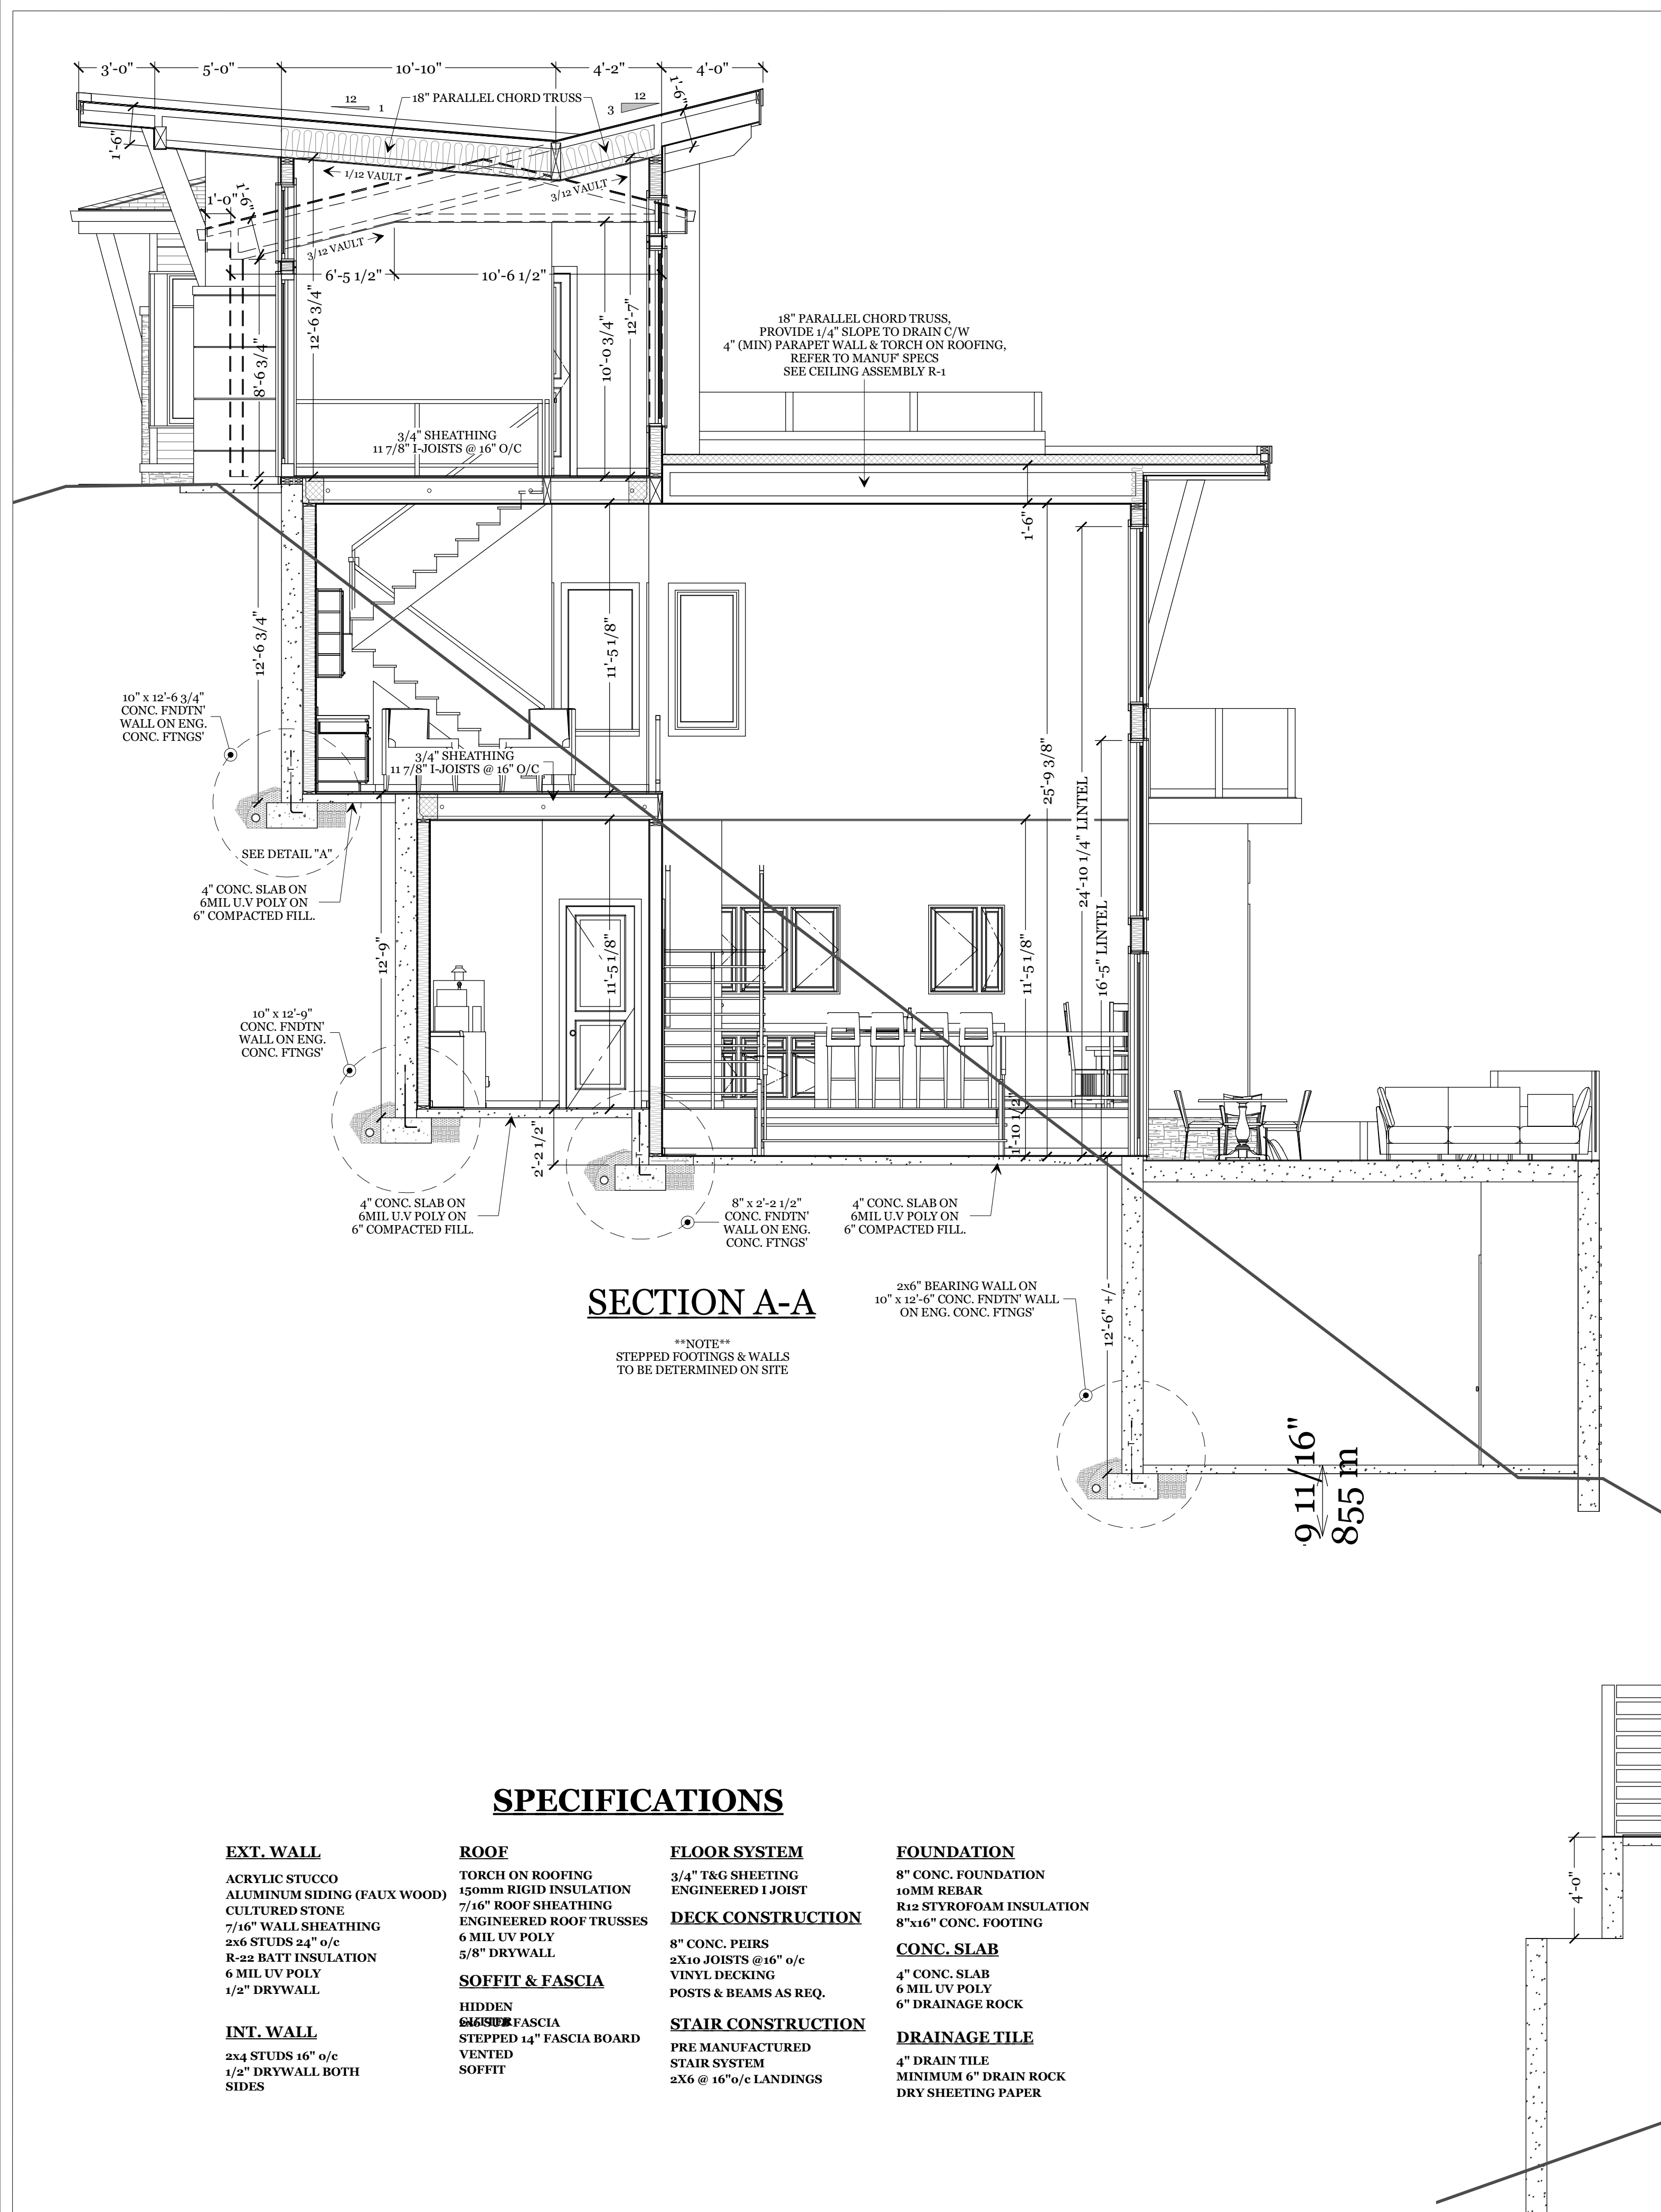 3'-0"
5'-0"
10'-10"
4'-2"
4'-0"
12
1
18" PARALLEL CHORD TRUSS
3
12
1'-6"
1'-6"
1/12 VAULT
3/12 VAULT
1'-0"
1'-6"
3/12 VAULT
6'-5 1/2"
10'-6 1/2"
12'-6 3/4"
8'-6 3/4"
10'-0 3/4"
12'-7"
18" PARALLEL CHORD TRUSS,
PROVIDE 1/4" SLOPE TO DRAIN C/W
4" (MIN) PARAPET WALL & TORCH ON ROOFING,
REFER TO MANUF' SPECS
SEE CEILING ASSEMBLY R-1
3/4" SHEATHING
11 7/8" I-JOISTS @ 16" O/C
1'-6"
12'-6 3/4"
11'-5 1/8"
10" x 12'-6 3/4"
CONC. FNDTN'
WALL ON ENG.
CONC. FTNGS'
3/4" SHEATHING
11 7/8" I-JOISTS @ 16" O/C
25'-9 3/8"
24'-10 1/4" LINTEL
16'-5" LINTEL
SEE DETAIL "A"
4" CONC. SLAB ON
6MIL U.V POLY ON
6" COMPACTED FILL.
12'-9"
11'-5 1/8"
11'-5 1/8"
10" x 12'-9"
CONC. FNDTN'
WALL ON ENG.
CONC. FTNGS'
2'-2 1/2"
1'-10 1/2"
4" CONC. SLAB ON
6MIL U.V POLY ON
6" COMPACTED FILL.
8" x 2'-2 1/2"
CONC. FNDTN'
WALL ON ENG.
CONC. FTNGS'
4" CONC. SLAB ON
6MIL U.V POLY ON
6" COMPACTED FILL.
SECTION A-A
**NOTE**
STEPPED FOOTINGS & WALLS
TO BE DETERMINED ON SITE
2x6" BEARING WALL ON
10" x 12'-6" CONC. FNDTN' WALL
ON ENG. CONC. FTNGS'
12'-6" +/-
9 11/16"
855 m
4'-0"
SPECIFICATIONS
EXT. WALL
ACRYLIC STUCCO
ALUMINUM SIDING (FAUX WOOD)
CULTURED STONE
7/16" WALL SHEATHING
2x6 STUDS 24" o/c
R-22 BATT INSULATION
6 MIL UV POLY
1/2" DRYWALL
INT. WALL
2x4 STUDS 16" o/c
1/2" DRYWALL BOTH
SIDES
ROOF
TORCH ON ROOFING
150mm RIGID INSULATION
7/16" ROOF SHEATHING
ENGINEERED ROOF TRUSSES
6 MIL UV POLY
5/8" DRYWALL
SOFFIT & FASCIA
HIDDEN
GUTTER
2x6 SUB FASCIA
STEPPED 14" FASCIA BOARD
VENTED
SOFFIT
FLOOR SYSTEM
3/4" T&G SHEETING
ENGINEERED I JOIST
DECK CONSTRUCTION
8" CONC. PEIRS
2X10 JOISTS @16" o/c
VINYL DECKING
POSTS & BEAMS AS REQ.
STAIR CONSTRUCTION
PRE MANUFACTURED
STAIR SYSTEM
2X6 @ 16"o/c LANDINGS
FOUNDATION
8" CONC. FOUNDATION
10MM REBAR
R12 STYROFOAM INSULATION
8"x16" CONC. FOOTING
CONC. SLAB
4" CONC. SLAB
6 MIL UV POLY
6" DRAINAGE ROCK
DRAINAGE TILE
4" DRAIN TILE
MINIMUM 6" DRAIN ROCK
DRY SHEETING PAPER